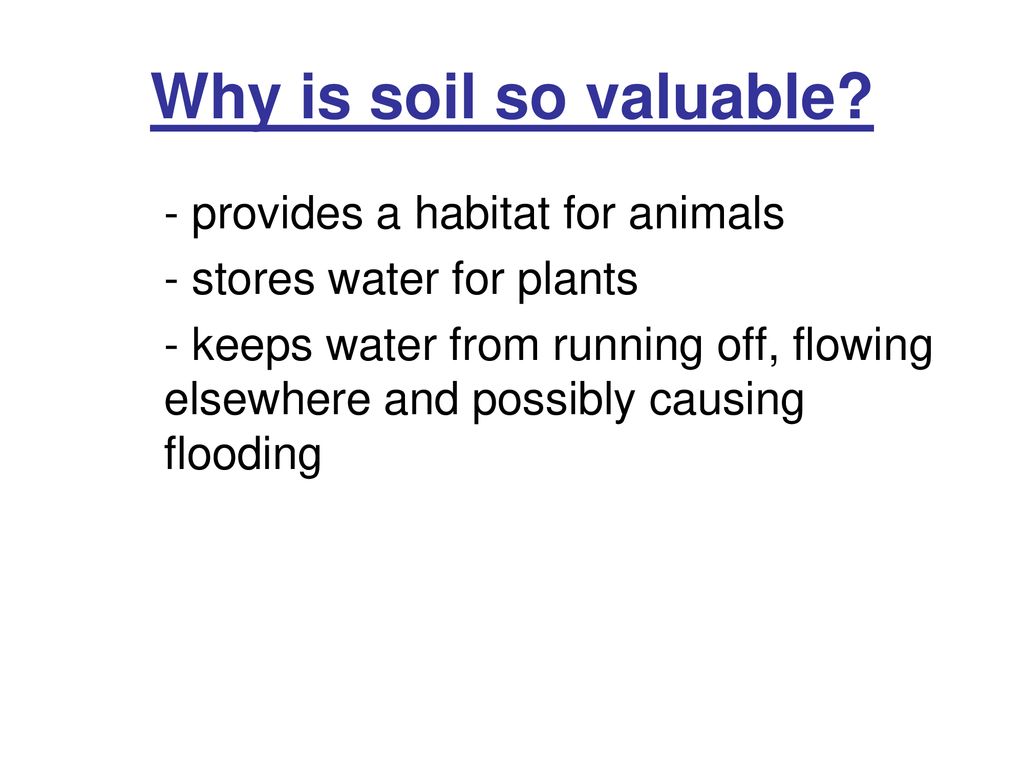 Why is soil so valuable?
- provides a habitat for animals
- stores water for plants
- keeps water from running off, flowing
elsewhere and possibly causing
flooding